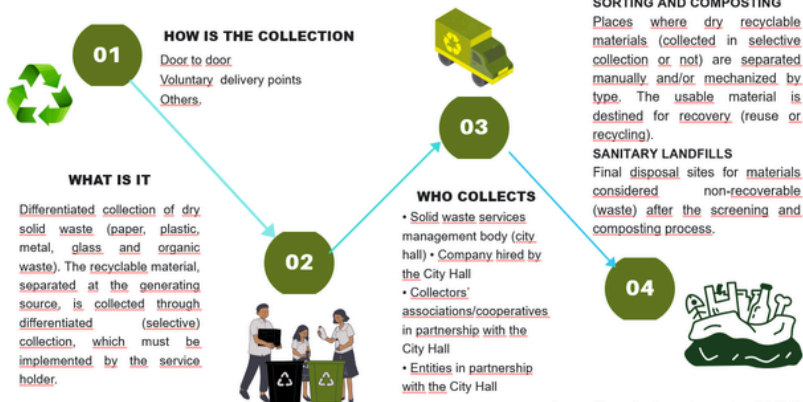 01
HOW IS THE COLLECTION
Door to door
Voluntary delivery points
Others.
WHAT IS IT
Differentiated collection of dry
solid waste (paper, plastic,
metal, glass and organic
waste). The recyclable material,
separated at the generating
source, is collected through
differentiated (selective)
collection, which must be
implemented by the service
holder.
02
03
WHO COLLECTS
• Solid waste services
management body (city
hall) • Company hired by
the City Hall
• Collectors'
associations/cooperatives
in partnership with the
City Hall
• Entities in partnership
with the City Hall
SORTING AND COMPOSTING
Places where dry recyclable
materials (collected in selective
collection or not) are separated
manually and/or mechanized by
type. The usable material is
destined for recovery (reuse or
recycling).
SANITARY LANDFILLS
Final disposal sites for materials
considered non-recoverable
(waste) after the screening and
composting process.
04